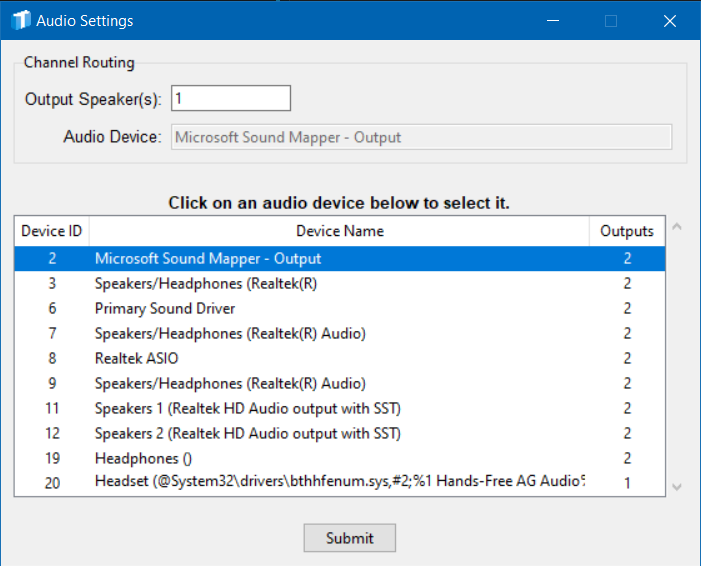 Audio Settings
Channel Routing
Output Speaker(s): 1
Audio Device: Microsoft Sound Mapper - Output
Click on an audio device below to select it.
Device ID Device Name Outputs
2 Microsoft Sound Mapper - Output 2
3 Speakers/Headphones (Realtek(R) 2
6 Primary Sound Driver 2
7 Speakers/Headphones (Realtek(R) Audio) 2
8 Realtek ASIO 2
9 Speakers/Headphones (Realtek(R) Audio) 2
11 Speakers 1 (Realtek HD Audio output with SST) 2
12 Speakers 2 (Realtek HD Audio output with SST) 2
19 Headphones () 2
20 Headset (@System32\drivers\bthhfenum.sys,#2;%1 Hands-Free AG Audio% 1
Submit